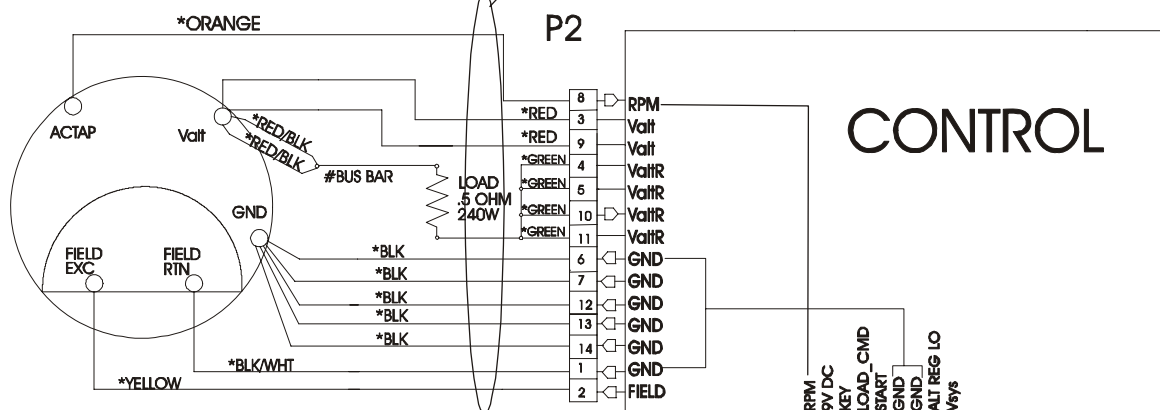 *ORANGE
P2
ACTAP
Valt
*RED/BLK
*RED/BLK
#BUS BAR
LOAD
.5 OHM
240W
GND
FIELD
EXC
FIELD
RTN
*RED
*RED
*GREEN
*GREEN
*GREEN
*GREEN
*BLK
*BLK
*BLK
*BLK
*BLK
*BLK/WHT
*YELLOW
8 RPM
3 Valt
9 Valt
4 ValtR
5 ValtR
10 ValtR
11 ValtR
6 GND
7 GND
12 GND
13 GND
14 GND
1 GND
2 FIELD
CONTROL
RPM
9V DC
KEY
LOAD_CMD
START
GND
GND
ALT REG LO
Vsys